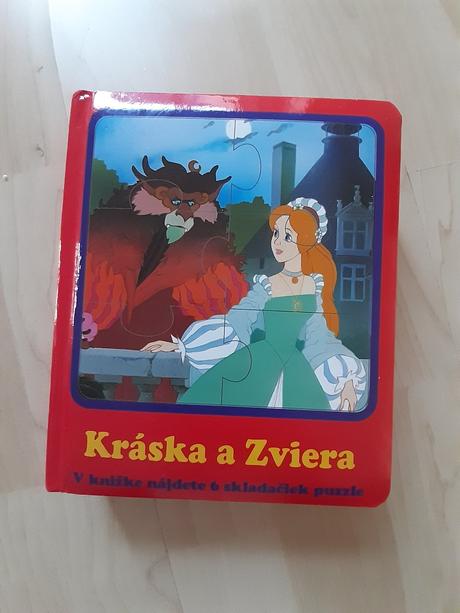 Kráska a Zviera
V knižke nájdete 6 skladačiek puzzle